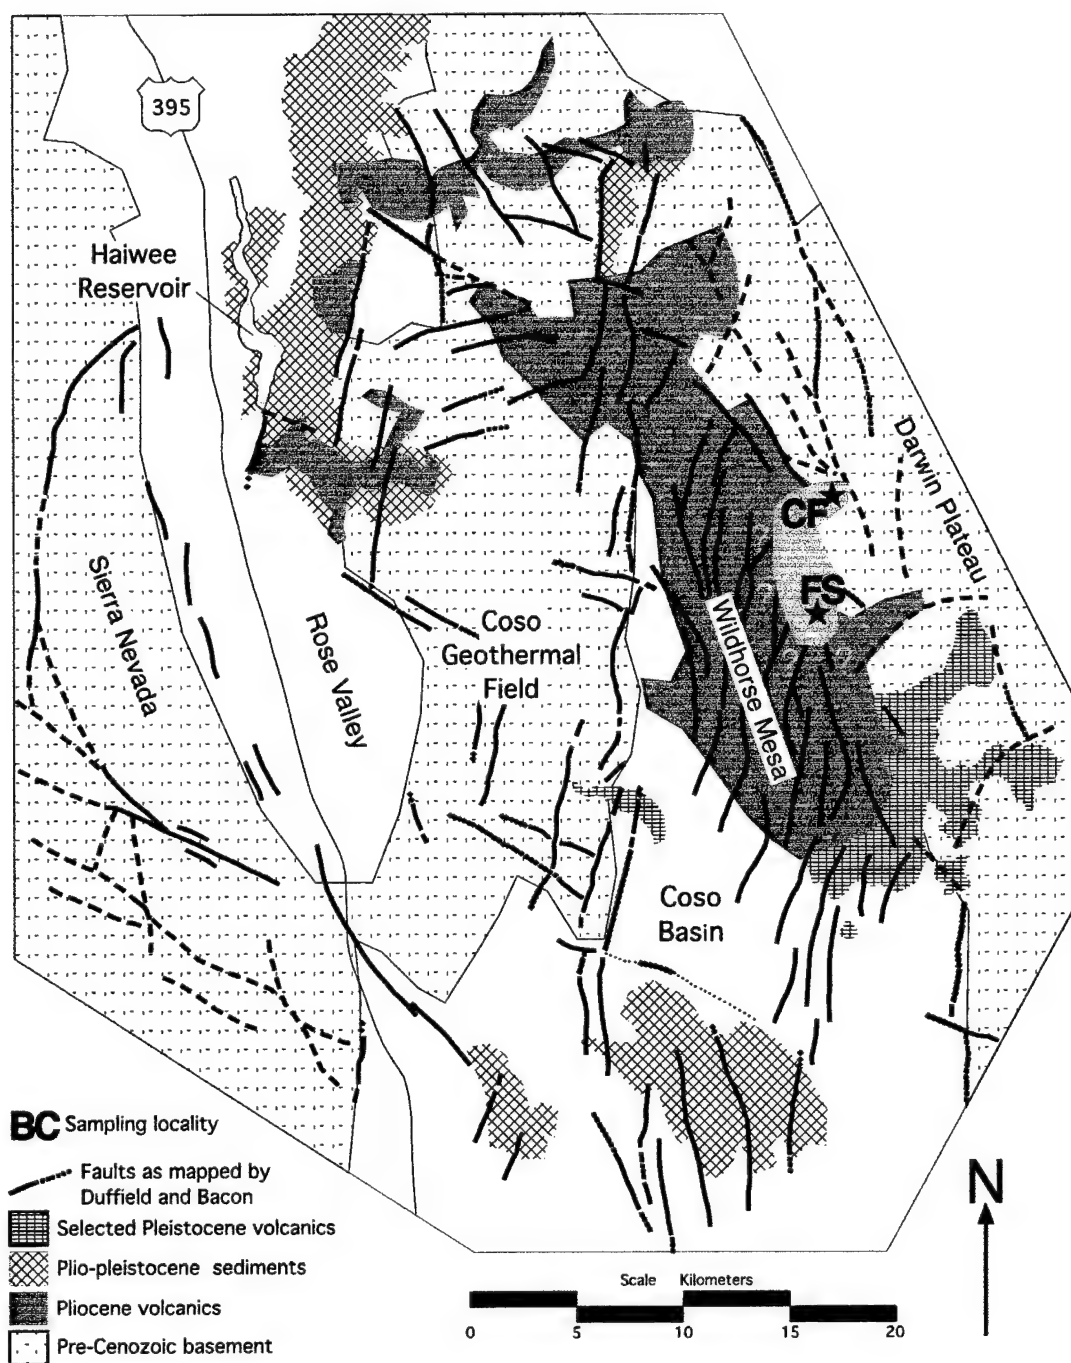 395
Haiwee
Reservoir
Sierra Nevada
Rose Valley
Coso
Geothermal
Field
Wildhorse Mesa
CF
FS
Darwin Plateau
Coso
Basin
BC Sampling locality
Faults as mapped by
Duffield and Bacon
Selected Pleistocene volcanics
Plio-pleistocene sediments
Pliocene volcanics
Pre-Cenozoic basement
N
Scale Kilometers
0 5 10 15 20